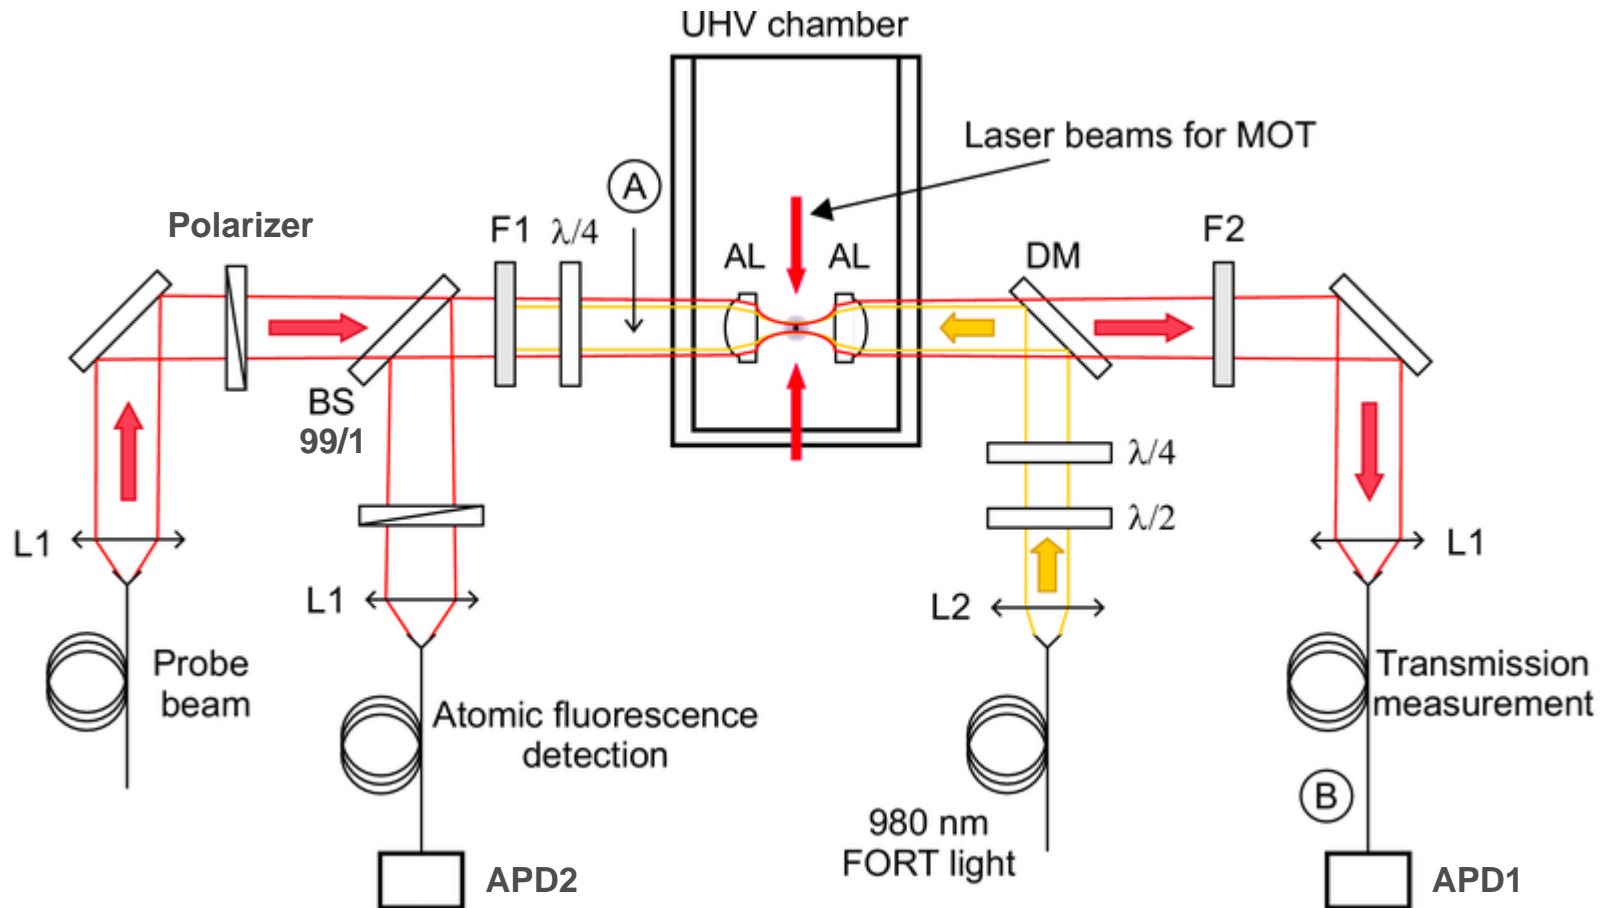 UHV chamber
Laser beams for MOT
A
Polarizer
F1
λ/4
AL
AL
DM
F2
BS
99/1
λ/4
λ/2
L1
L1
L2
L1
Probe
beam
Atomic fluorescence
detection
980 nm
FORT light
Transmission
measurement
B
APD2
APD1